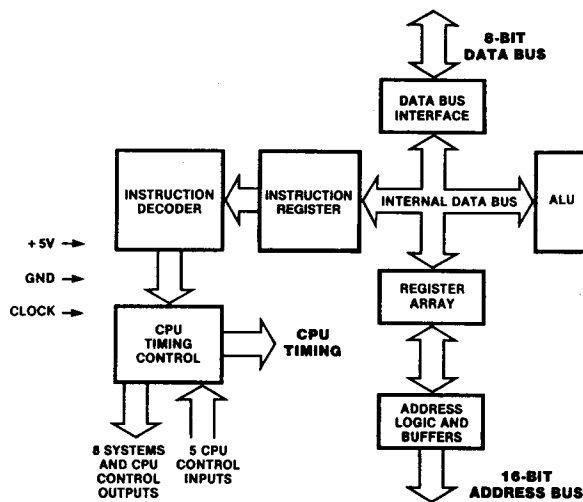 8-BIT
DATA BUS
DATA BUS
INTERFACE
INSTRUCTION
DECODER
INSTRUCTION
REGISTER
INTERNAL DATA BUS
ALU
+5V
GND
CLOCK
REGISTER
ARRAY
CPU
TIMING
CONTROL
CPU
TIMING
ADDRESS
LOGIC AND
BUFFERS
8 SYSTEMS
AND CPU
CONTROL
OUTPUTS
5 CPU
CONTROL
INPUTS
16-BIT
ADDRESS BUS